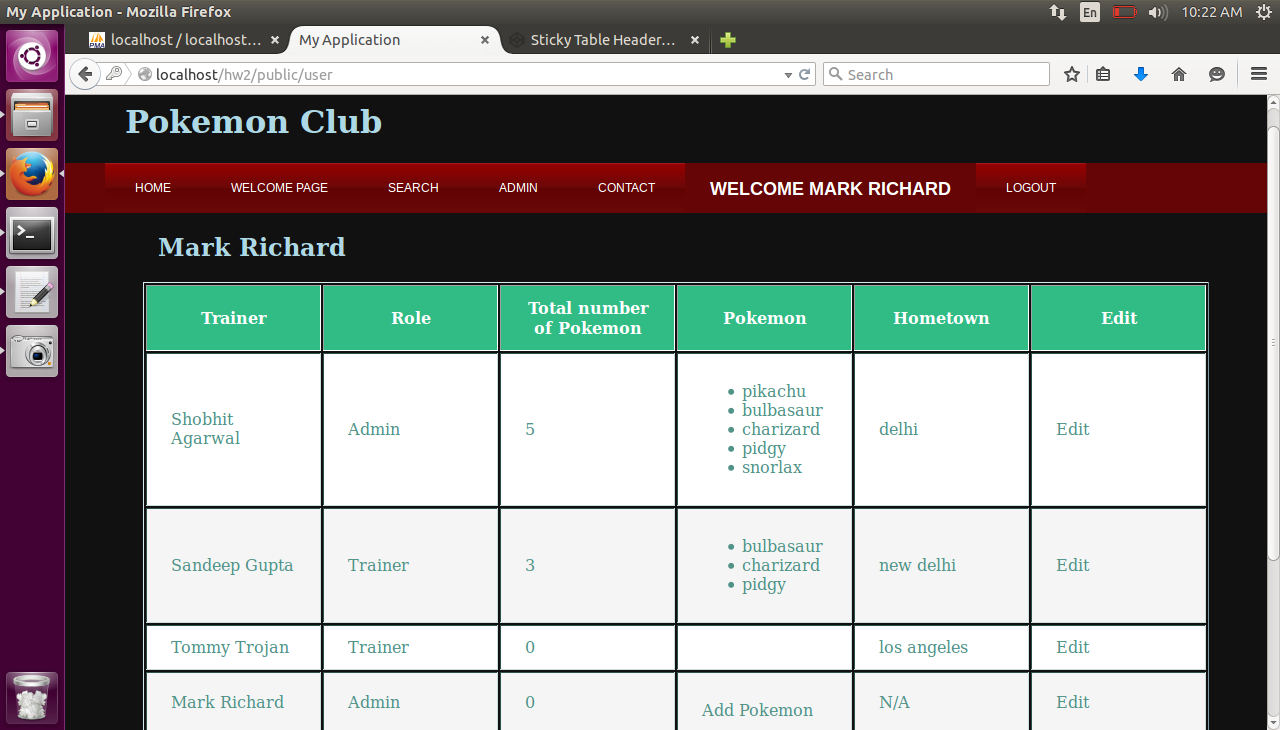 My Application - Mozilla Firefox
En
10:22 AM
PMA
localhost / localhost...
My Application
Sticky Table Header...
localhost/hw2/public/user
Search
Pokemon Club
HOME
WELCOME PAGE
SEARCH
ADMIN
CONTACT
WELCOME MARK RICHARD
LOGOUT
Mark Richard
Trainer
Role
Total number
of Pokemon
Pokemon
Hometown
Edit
Shobhit
Agarwal
Admin
5
pikachu
bulbasaur
charizard
pidgy
snorlax
delhi
Edit
Sandeep Gupta
Trainer
3
bulbasaur
charizard
pidgy
new delhi
Edit
Tommy Trojan
Trainer
0
los angeles
Edit
Mark Richard
Admin
0
Add Pokemon
N/A
Edit